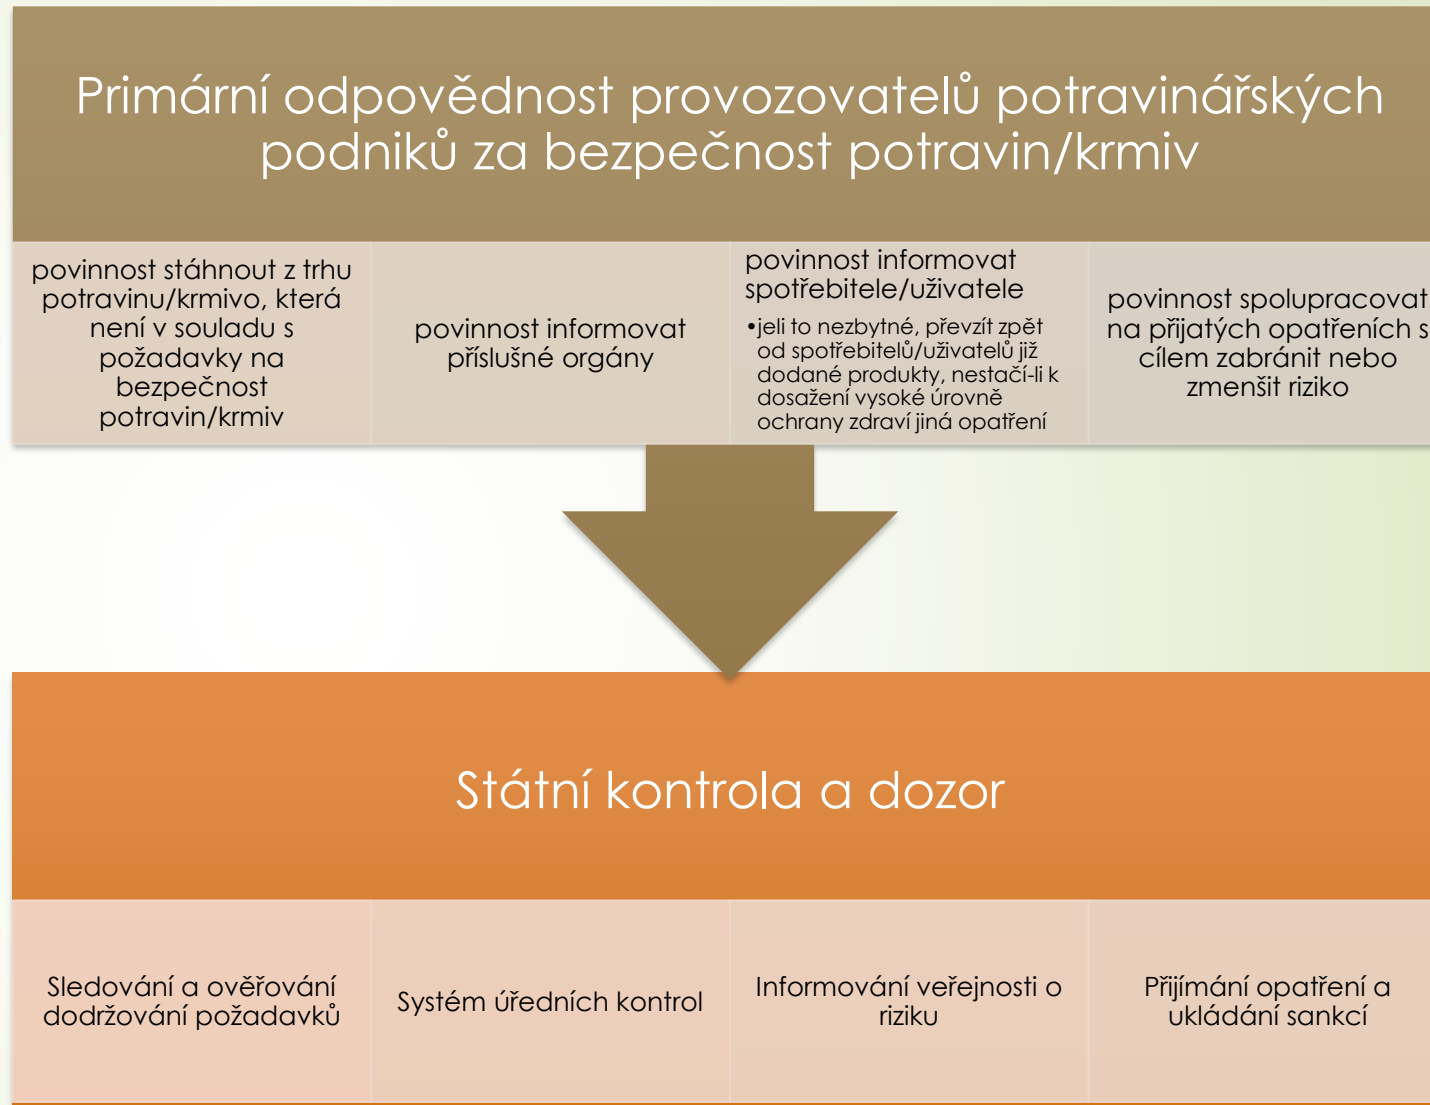 Primární odpovědnost provozovatelů potravinářských
podniků za bezpečnost potravin/krmiv
povinnost stáhnout z trhu
potravinu/krmivo, která
není v souladu s
požadavky na
bezpečnost
potravin/krmiv
povinnost informovat
příslušné orgány
povinnost informovat
spotřebitele/uživatele
•jeli to nezbytné, převzít zpět
od spotřebitelů/uživatelů již
dodané produkty, nestačí-li k
dosažení vysoké úrovně
ochrany zdraví jiná opatření
povinnost spolupracovat
na přijatých opatřeních s
cílem zabránit nebo
zmenšit riziko
Státní kontrola a dozor
Sledování a ověřování
dodržování požadavků
Systém úředních kontrol
Informování veřejnosti o
riziku
Přijímání opatření a
ukládání sankcí